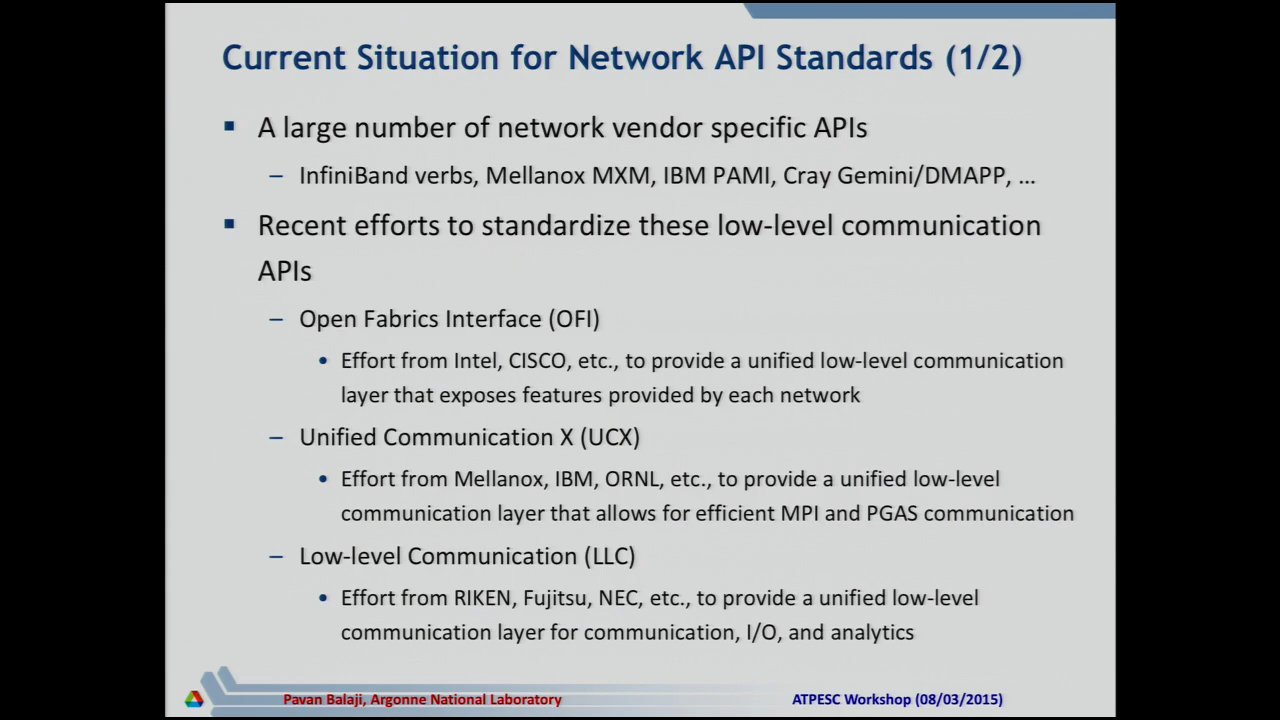 Current Situation for Network API Standards (1/2)
▪ A large number of network vendor specific APIs
– InfiniBand verbs, Mellanox MXM, IBM PAMI, Cray Gemini/DMAPP, …
▪ Recent efforts to standardize these low-level communication
APIs
– Open Fabrics Interface (OFI)
• Effort from Intel, CISCO, etc., to provide a unified low-level communication
layer that exposes features provided by each network
– Unified Communication X (UCX)
• Effort from Mellanox, IBM, ORNL, etc., to provide a unified low-level
communication layer that allows for efficient MPI and PGAS communication
– Low-level Communication (LLC)
• Effort from RIKEN, Fujitsu, NEC, etc., to provide a unified low-level
communication layer for communication, I/O, and analytics
Pavan Balaji, Argonne National Laboratory
ATPESC Workshop (08/03/2015)